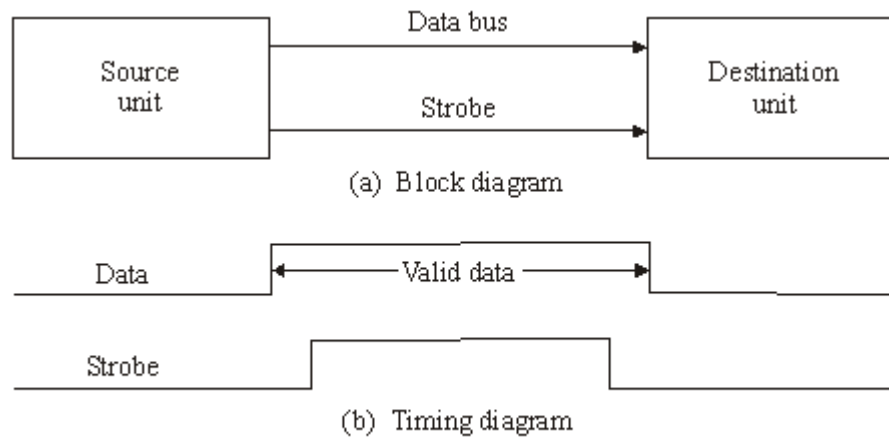 Data bus
Source
unit
Destination
unit
Strobe
(a) Block diagram
Data
Valid data
Strobe
(b) Timing diagram